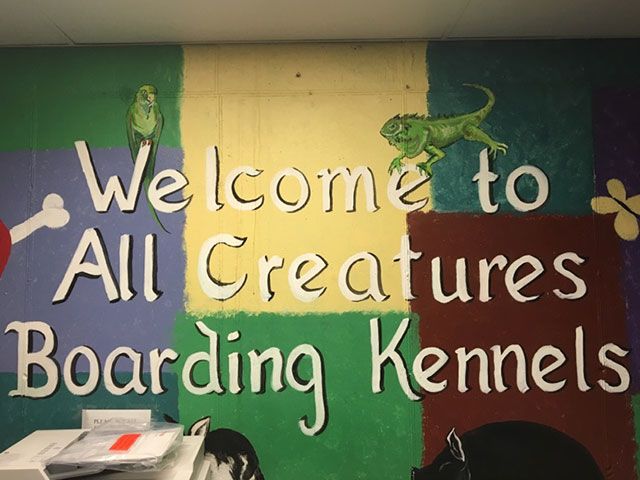 Welcome to
All Creatures
Boarding Kennels